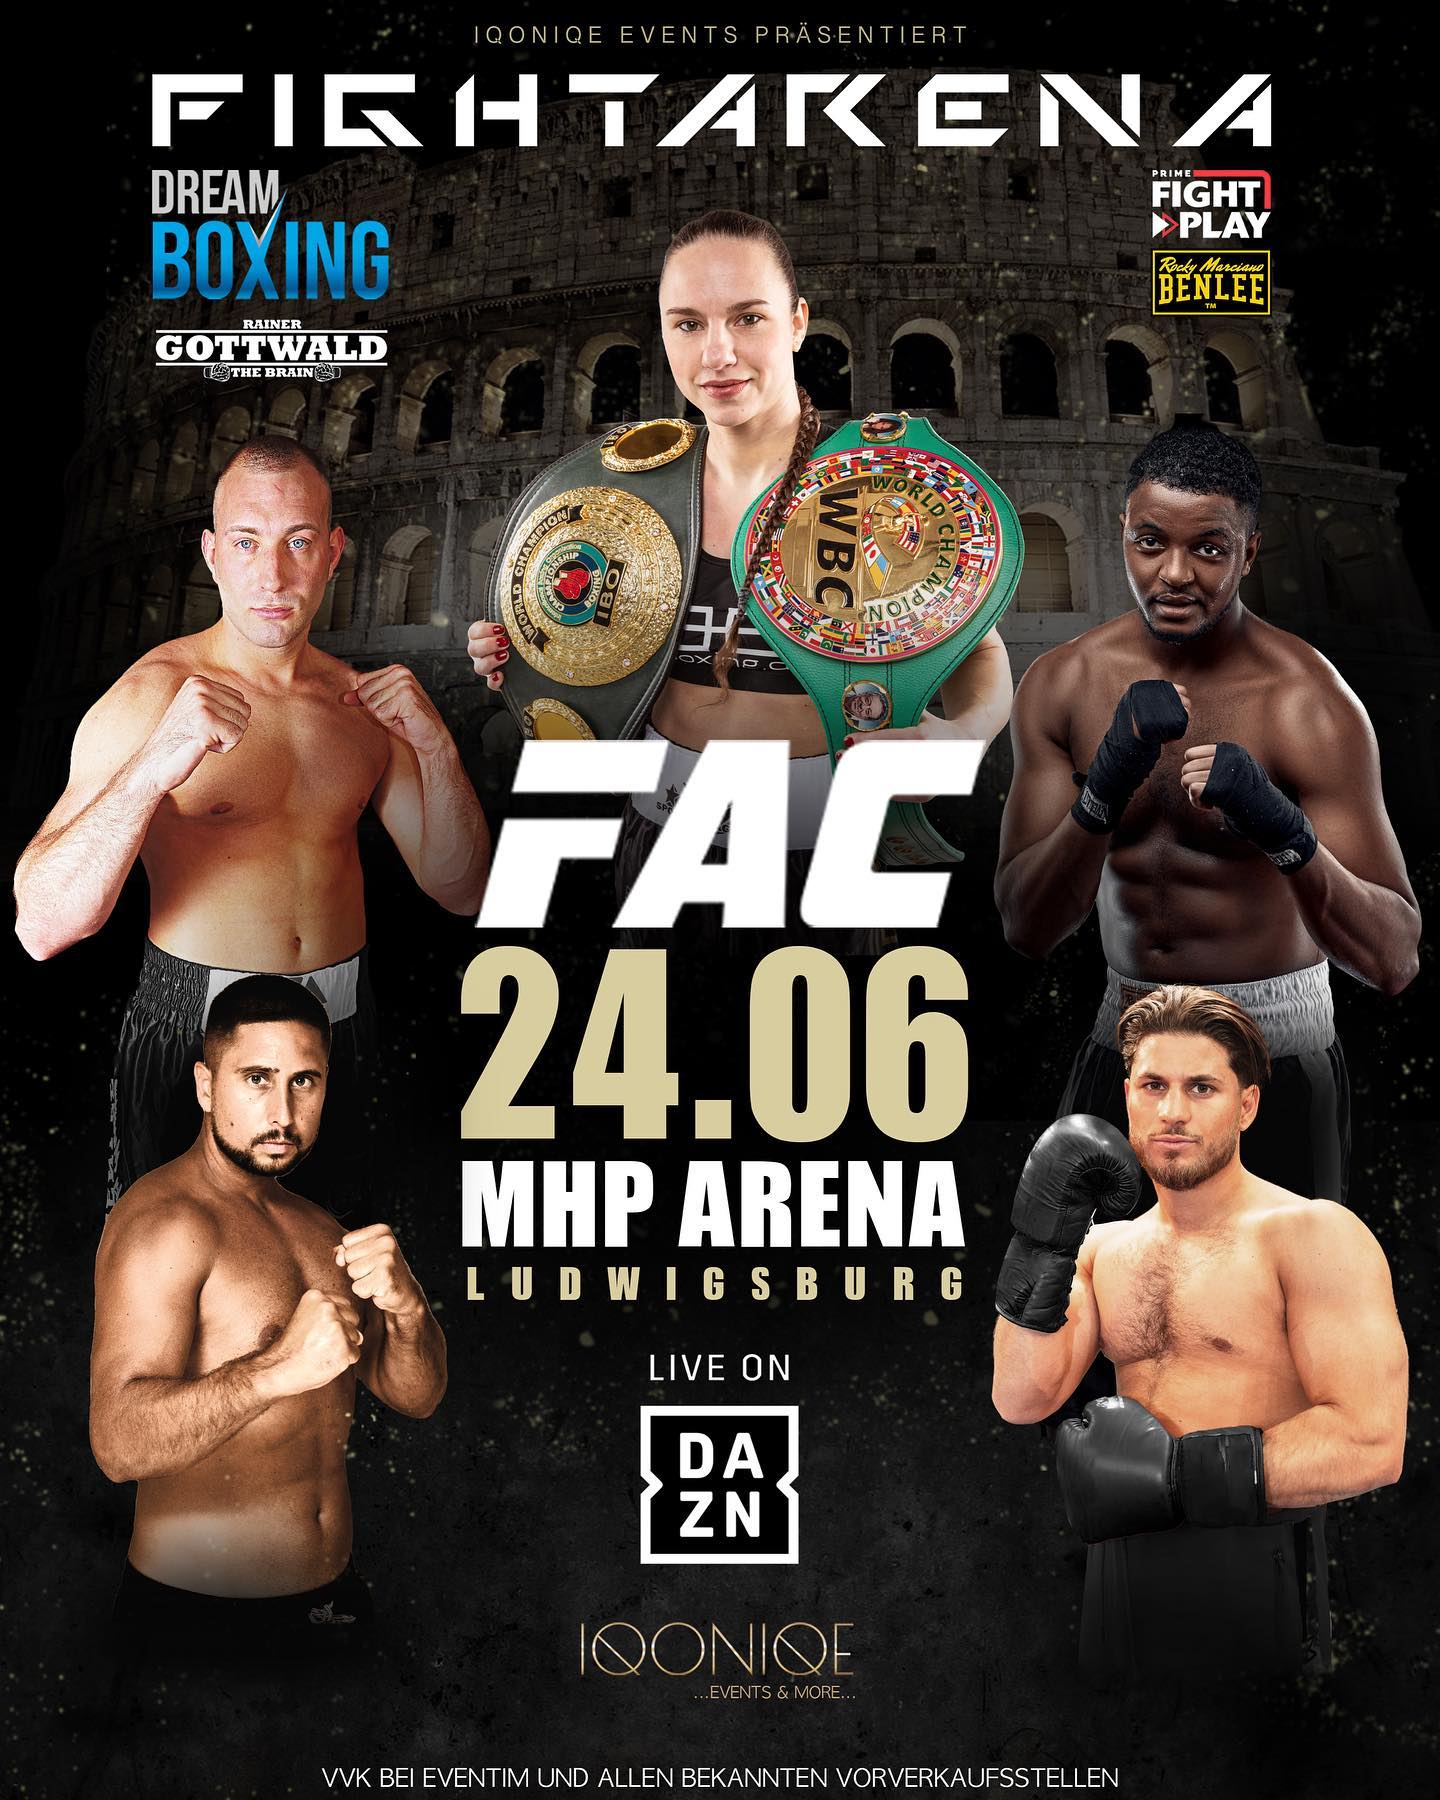 IQONIQE EVENTS PRÄSENTIERT
FIGHTARENA
DREAM
BOXING
RAINER
GOTTWALD
THE BRAIN
PRIME
FIGHT
PLAY
Rocky Marciano
BENLEE
TM
WORLD CHAMPION
IBO
WORLD CHAMPION
WBC
FAC
24.06
MHP ARENA
LUDWIGSBURG
LIVE ON
DA
ZN
IQONIQE
...EVENTS & MORE...
VVK BEI EVENTIM UND ALLEN BEKANNTEN VORVERKAUFSSTELLEN